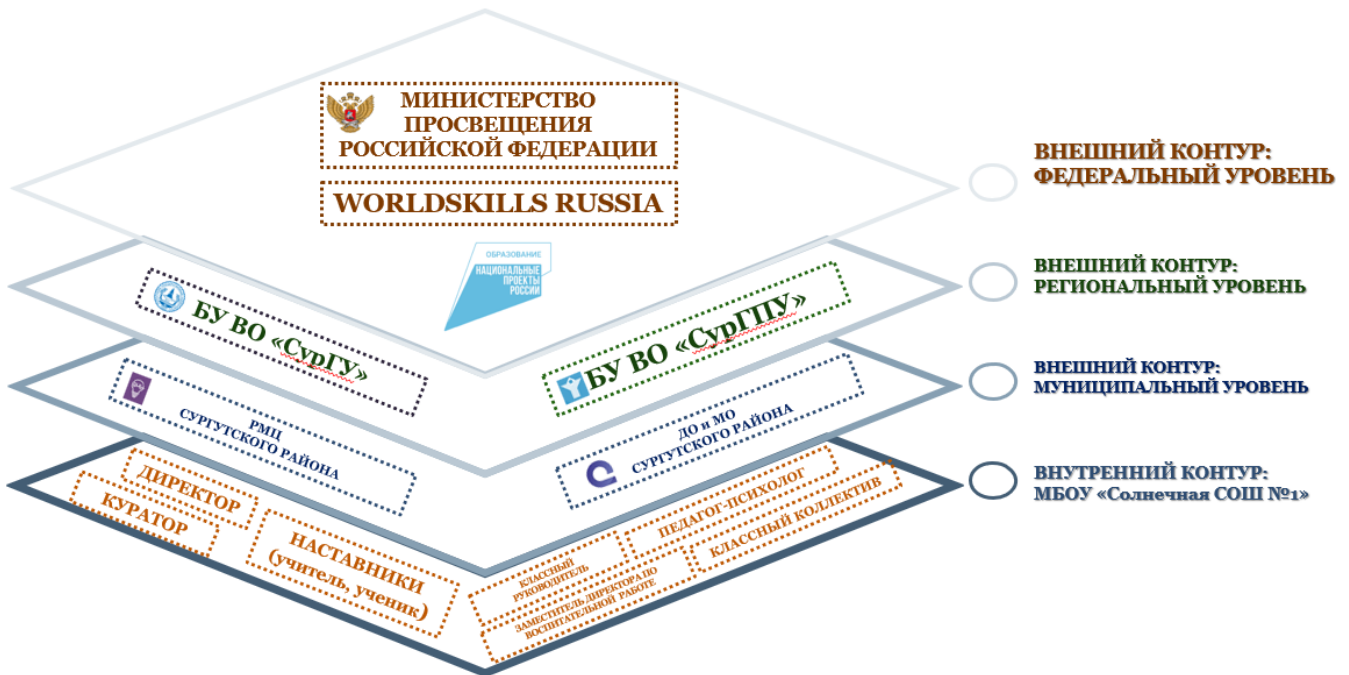 МИНИСТЕРСТВО
ПРОСВЕЩЕНИЯ
РОССИЙСКОЙ ФЕДЕРАЦИИ
WORLDSKILLS RUSSIA
ОБРАЗОВАНИЕ
НАЦИОНАЛЬНЫЕ
ПРОЕКТЫ
РОССИИ
ВНЕШНИЙ КОНТУР:
ФЕДЕРАЛЬНЫЙ УРОВЕНЬ
БУ ВО «СурГУ»
БУ ВО «СурГПУ»
ВНЕШНИЙ КОНТУР:
РЕГИОНАЛЬНЫЙ УРОВЕНЬ
РМЦ
СУРГУТСКОГО РАЙОНА
ДО и МО
СУРГУТСКОГО РАЙОНА
ВНЕШНИЙ КОНТУР:
МУНИЦИПАЛЬНЫЙ УРОВЕНЬ
ДИРЕКТОР
КУРАТОР
НАСТАВНИКИ
(учитель, ученик)
КЛАССНЫЙ
РУКОВОДИТЕЛЬ
ПЕДАГОГ-ПСИХОЛОГ
ЗАМЕСТИТЕЛЬ ДИРЕКТОРА ПО
ВОСПИТАТЕЛЬНОЙ РАБОТЕ
КЛАССНЫЙ КОЛЛЕКТИВ
ВНУТРЕННИЙ КОНТУР:
МБОУ «Солнечная СОШ №1»